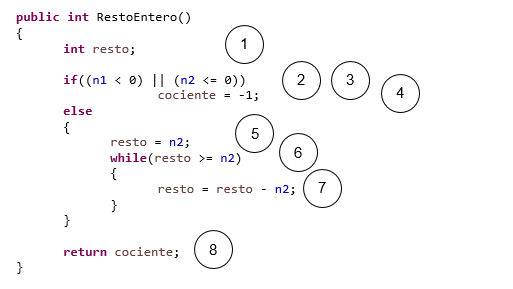 public int RestoEntero()
{
int resto; 1
if((n1 < 0) || (n2 <= 0)) 2 3
cociente = -1; 4
else
{
resto = n2; 5
while(resto >= n2) 6
{
resto = resto - n2; 7
}
}
return cociente; 8
}